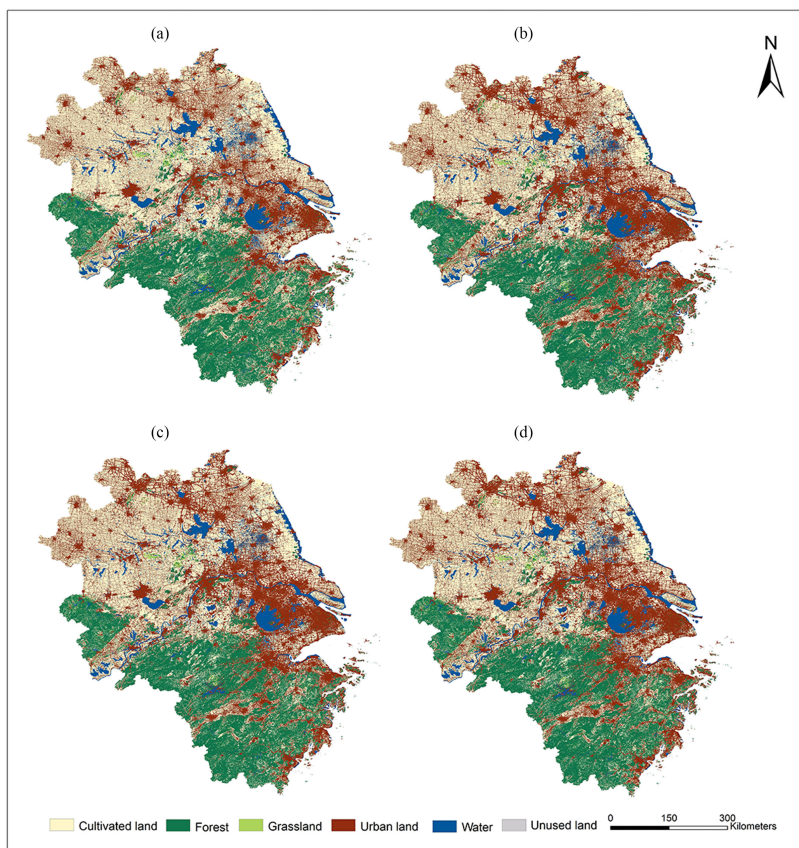 (a)
(b)
N
(c)
(d)
Cultivated land Forest Grassland Urban land Water Unused land
0 150 300
Kilometers